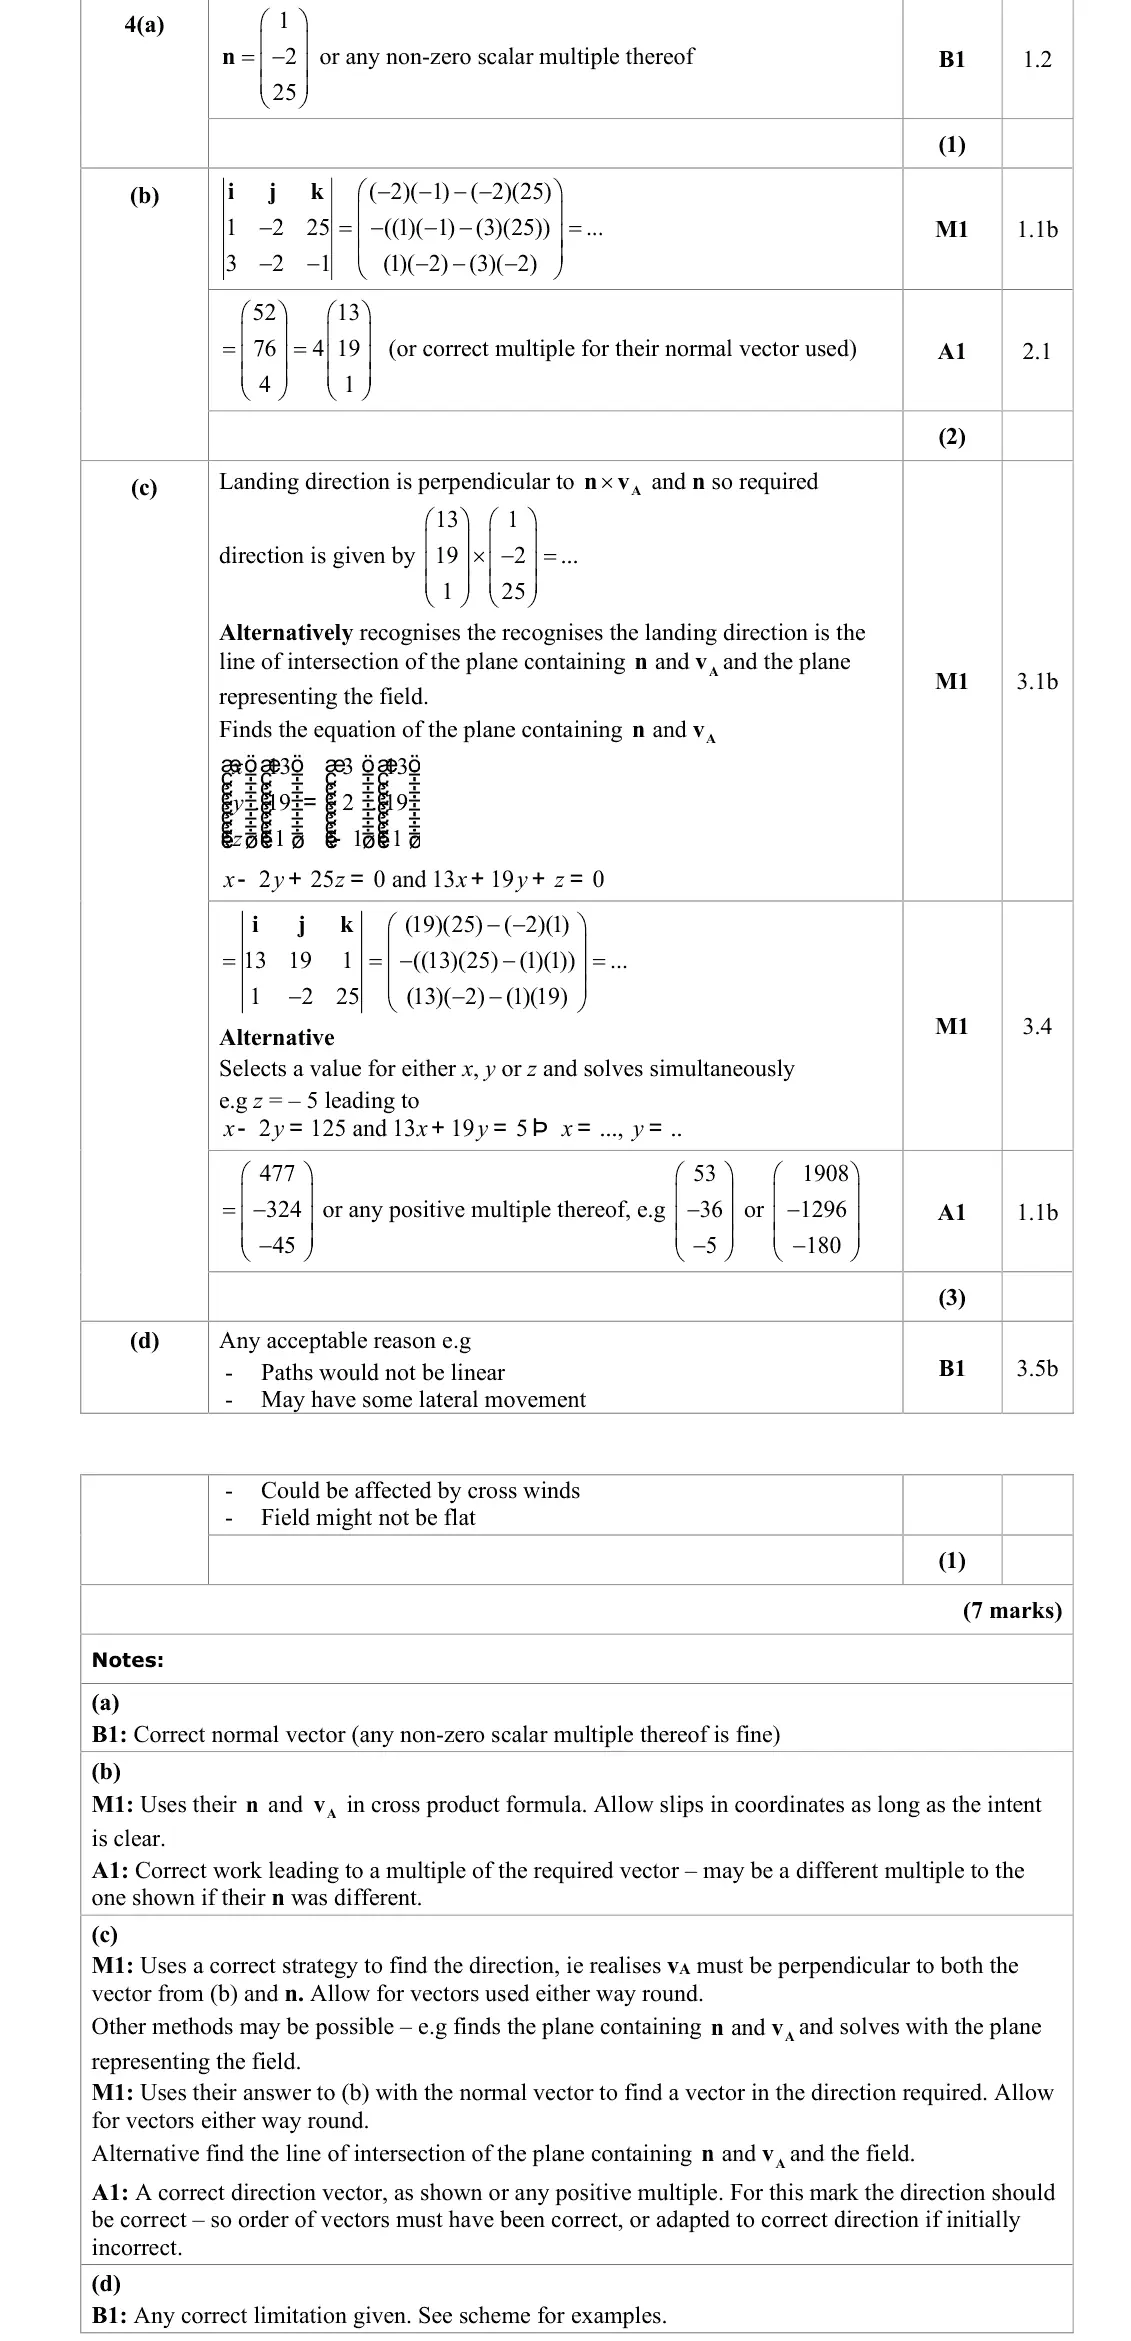 4(a)
n = ( 1 −2 25 ) or any non-zero scalar multiple thereof
B1 1.2
(1)
(b)
| i j k | 1 −2 25 | 3 −2 −1 | = ( (−2)(−1) − (−2)(25) −((1)(−1) − (3)(25)) (1)(−2) − (3)(−2) ) = ...
M1 1.1b
= ( 52 76 4 ) = 4 ( 13 19 1 ) (or correct multiple for their normal vector used)
A1 2.1
(2)
(c)
Landing direction is perpendicular to n × v_A and n so required
direction is given by ( 13 19 1 ) × ( 1 −2 25 ) = ...
Alternatively recognises the recognises the landing direction is the
line of intersection of the plane containing n and v_A and the plane
representing the field.
Finds the equation of the plane containing n and v_A
x- 2y + 25z = 0 and 13x + 19y + z = 0
M1 3.1b
= | i j k | 13 19 1 | 1 −2 25 | = ( (19)(25) − (−2)(1) −((13)(25) − (1)(1)) (13)(−2) − (1)(19) ) = ...
Alternative
Selects a value for either x, y or z and solves simultaneously
e.g z = – 5 leading to
x- 2y = 125 and 13x + 19y = 5 Þ x = ..., y = ..
M1 3.4
= ( 477 −324 −45 ) or any positive multiple thereof, e.g ( 53 −36 −5 ) or ( 1908 −1296 −180 )
A1 1.1b
(3)
(d)
Any acceptable reason e.g
- Paths would not be linear
- May have some lateral movement
B1 3.5b
- Could be affected by cross winds
- Field might not be flat
(1)
(7 marks)
Notes:
(a)
B1: Correct normal vector (any non-zero scalar multiple thereof is fine)
(b)
M1: Uses their n and v_A in cross product formula. Allow slips in coordinates as long as the intent
is clear.
A1: Correct work leading to a multiple of the required vector – may be a different multiple to the
one shown if their n was different.
(c)
M1: Uses a correct strategy to find the direction, ie realises v_A must be perpendicular to both the
vector from (b) and n. Allow for vectors used either way round.
Other methods may be possible – e.g finds the plane containing n and v_A and solves with the plane
representing the field.
M1: Uses their answer to (b) with the normal vector to find a vector in the direction required. Allow
for vectors either way round.
Alternative find the line of intersection of the plane containing n and v_A and the field.
A1: A correct direction vector, as shown or any positive multiple. For this mark the direction should
be correct – so order of vectors must have been correct, or adapted to correct direction if initially
incorrect.
(d)
B1: Any correct limitation given. See scheme for examples.